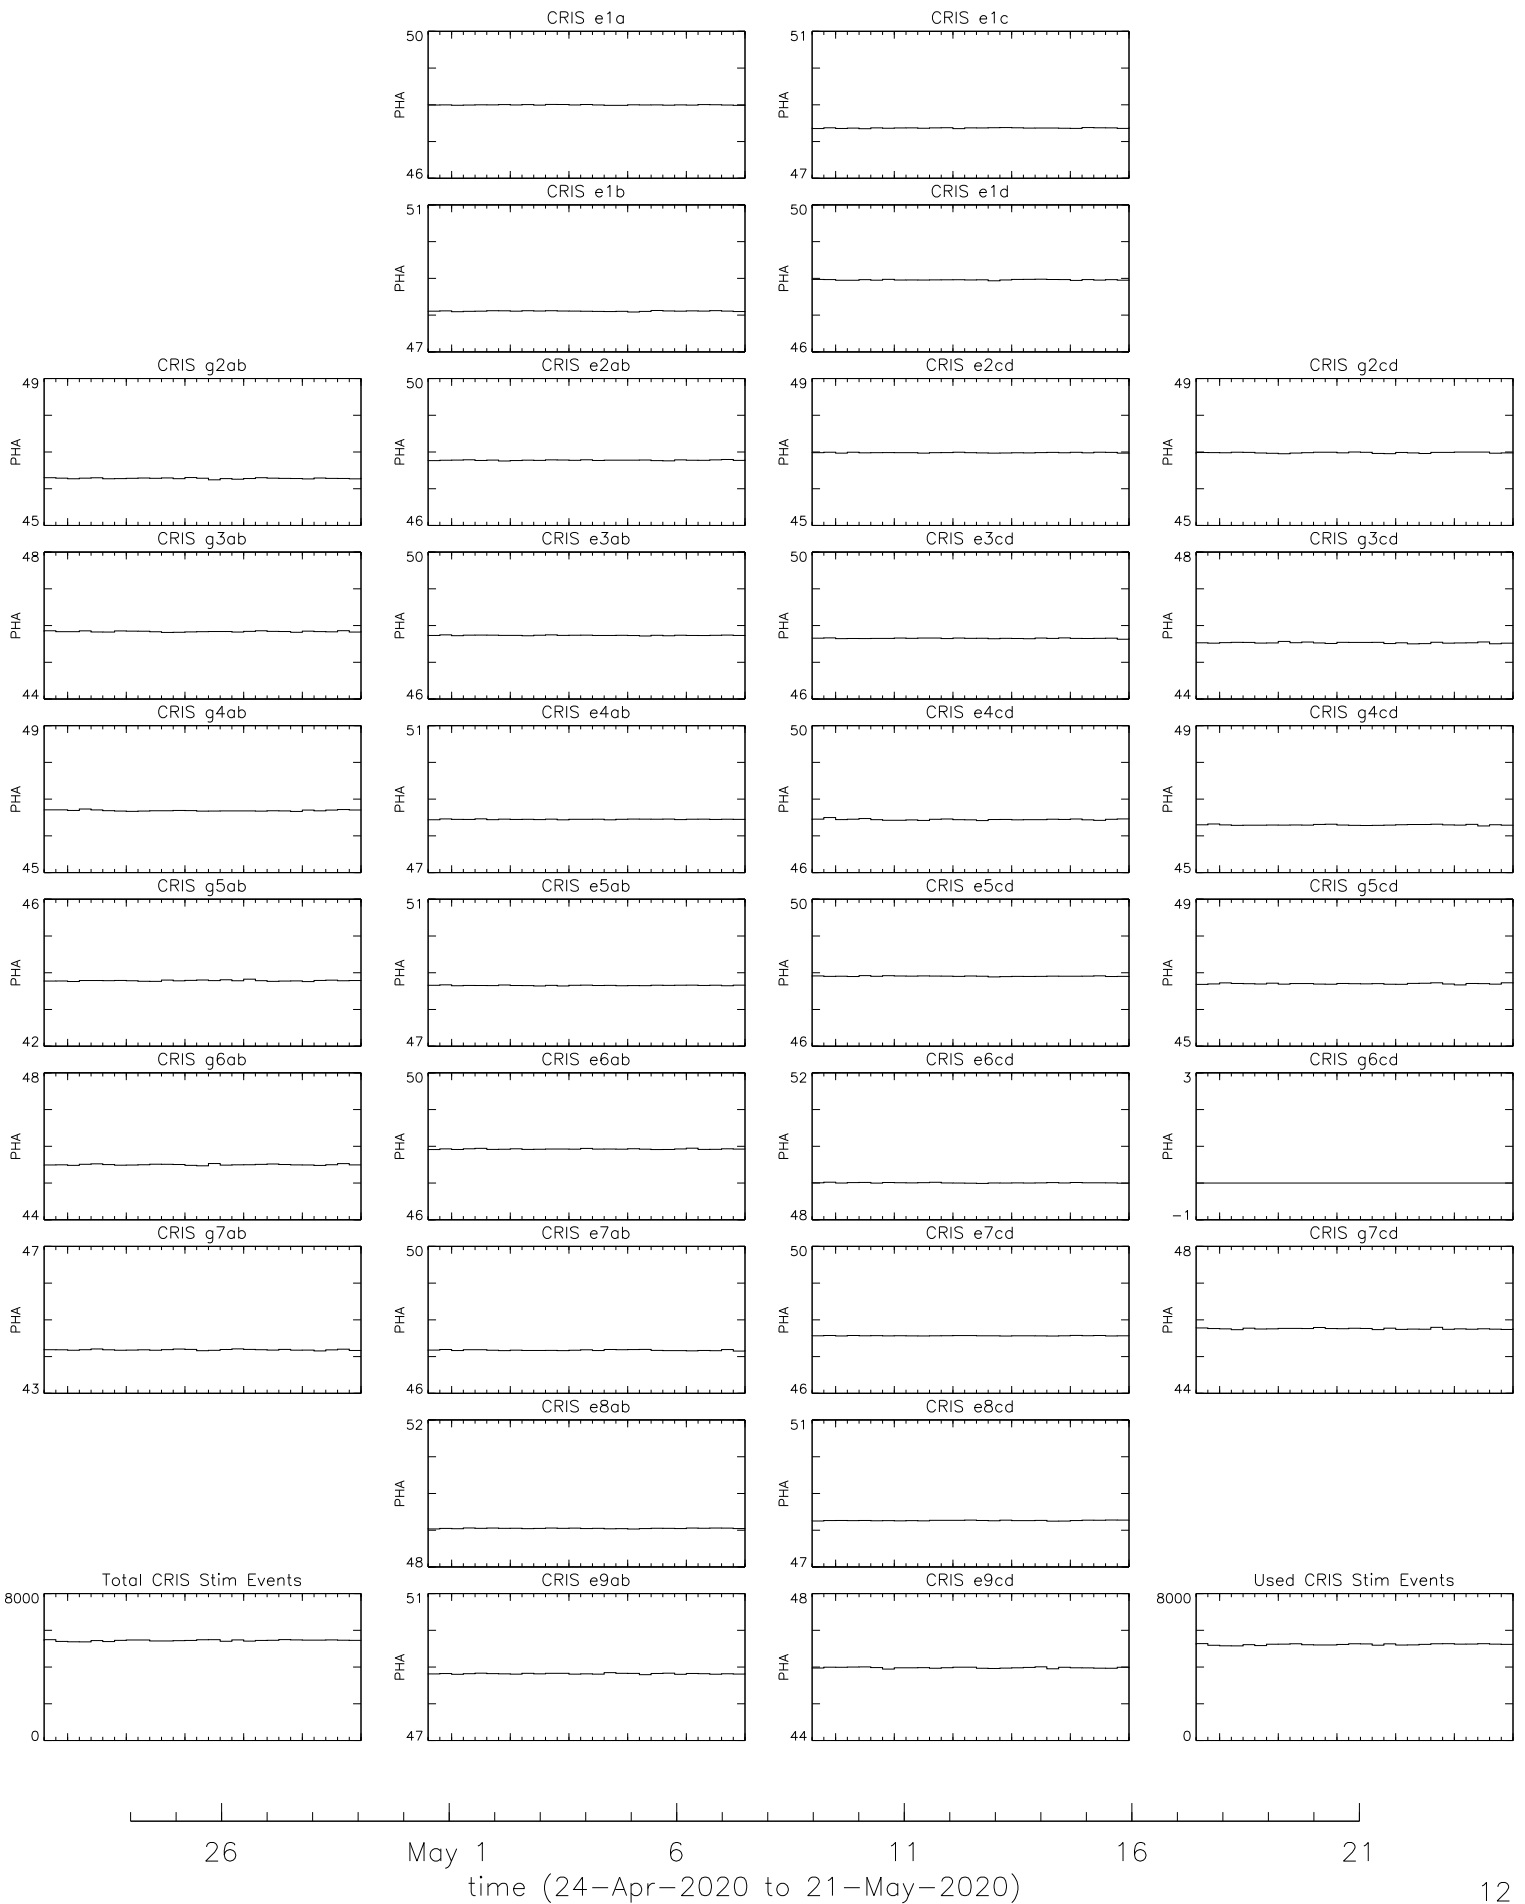 CRIS e1a
50
PHA
46
CRIS e1c
51
PHA
47
CRIS e1b
51
PHA
47
CRIS e1d
50
PHA
46
CRIS g2ab
49
PHA
45
CRIS e2ab
50
PHA
46
CRIS e2cd
49
PHA
45
CRIS g2cd
49
PHA
45
CRIS g3ab
48
PHA
44
CRIS e3ab
50
PHA
46
CRIS e3cd
50
PHA
46
CRIS g3cd
48
PHA
44
CRIS g4ab
49
PHA
45
CRIS e4ab
51
PHA
47
CRIS e4cd
50
PHA
46
CRIS g4cd
49
PHA
45
CRIS g5ab
46
PHA
42
CRIS e5ab
51
PHA
47
CRIS e5cd
50
PHA
46
CRIS g5cd
49
PHA
45
CRIS g6ab
48
PHA
44
CRIS e6ab
50
PHA
46
CRIS e6cd
52
PHA
48
CRIS g6cd
3
PHA
-1
CRIS g7ab
47
PHA
43
CRIS e7ab
50
PHA
46
CRIS e7cd
50
PHA
46
CRIS g7cd
48
PHA
44
CRIS e8ab
52
PHA
48
CRIS e8cd
51
PHA
47
Total CRIS Stim Events
8000
0
CRIS e9ab
51
PHA
47
CRIS e9cd
48
PHA
44
Used CRIS Stim Events
8000
0
26 May 1 6 11 16 21
time (24-Apr-2020 to 21-May-2020)
12